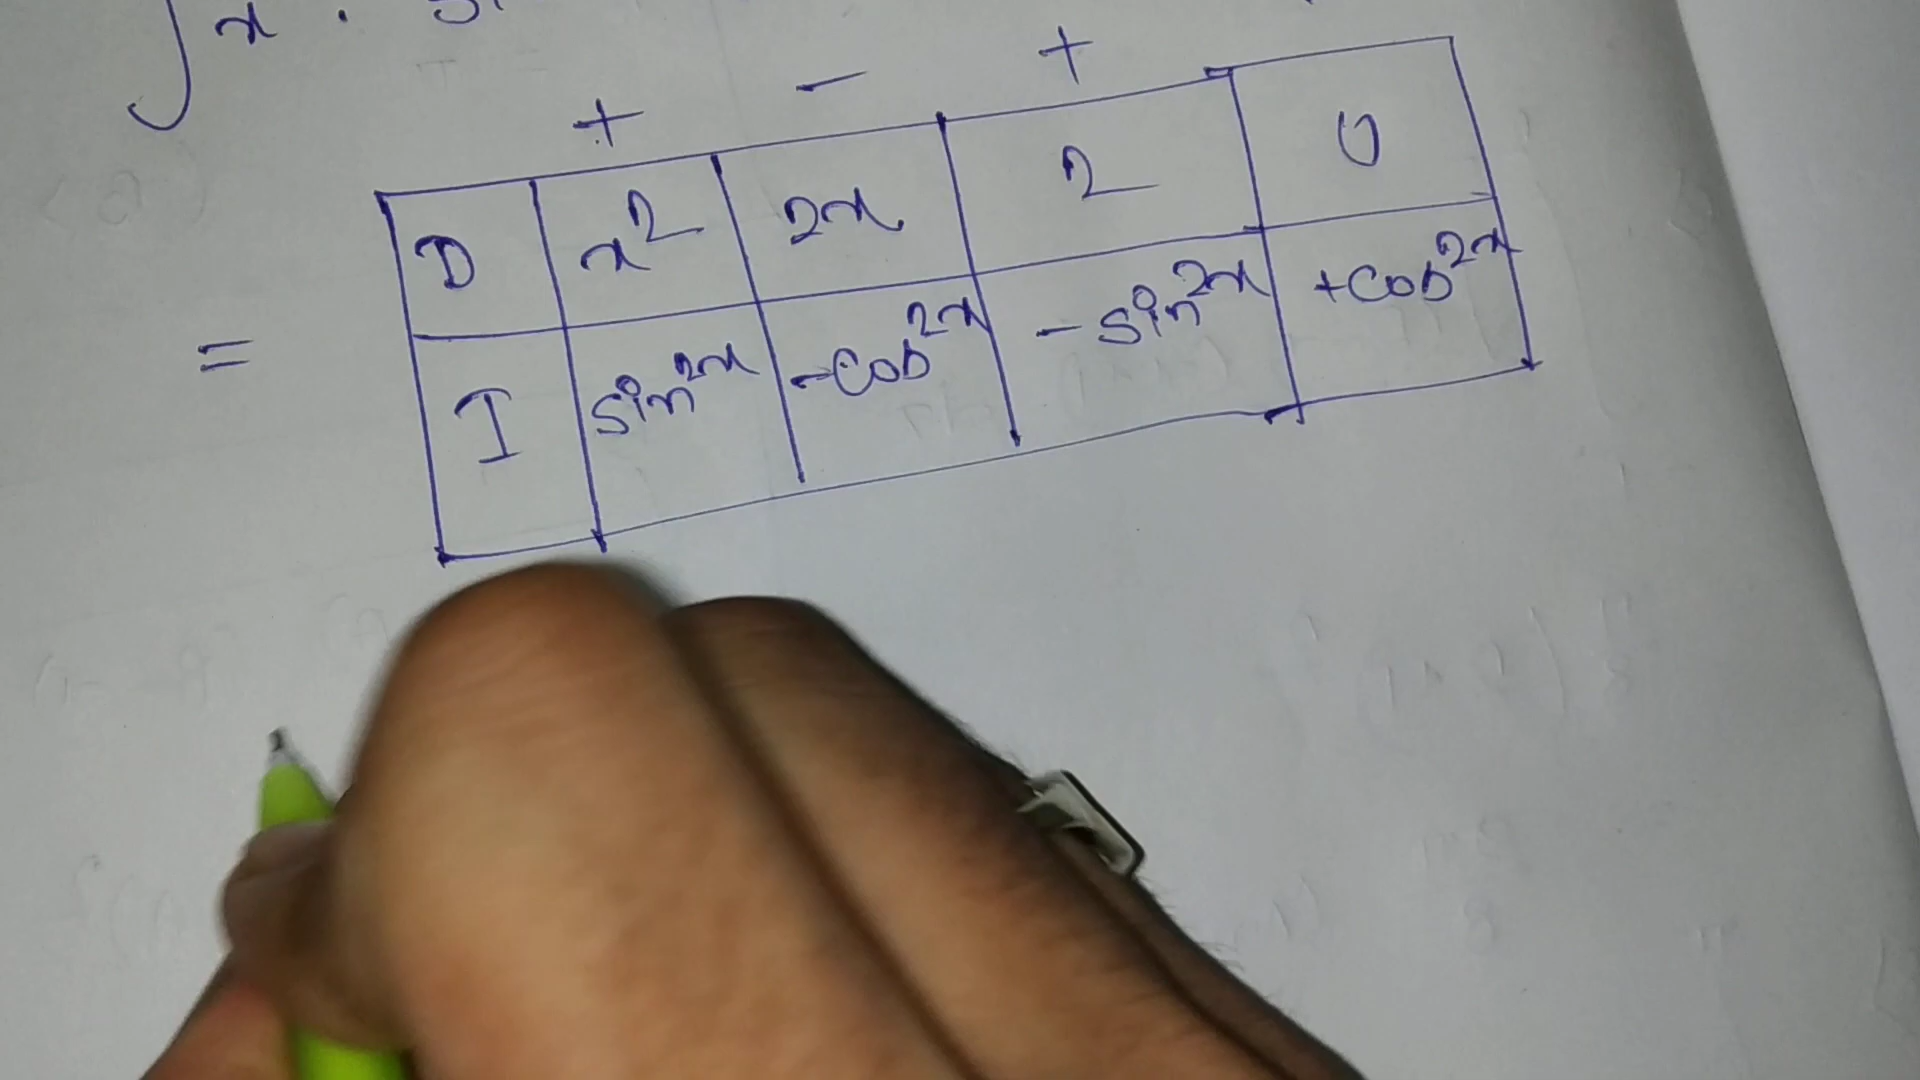 ∫ x .
+ - +
D x² 2x 2 0
= I sin2x -cos2x -sin2x +cos2x